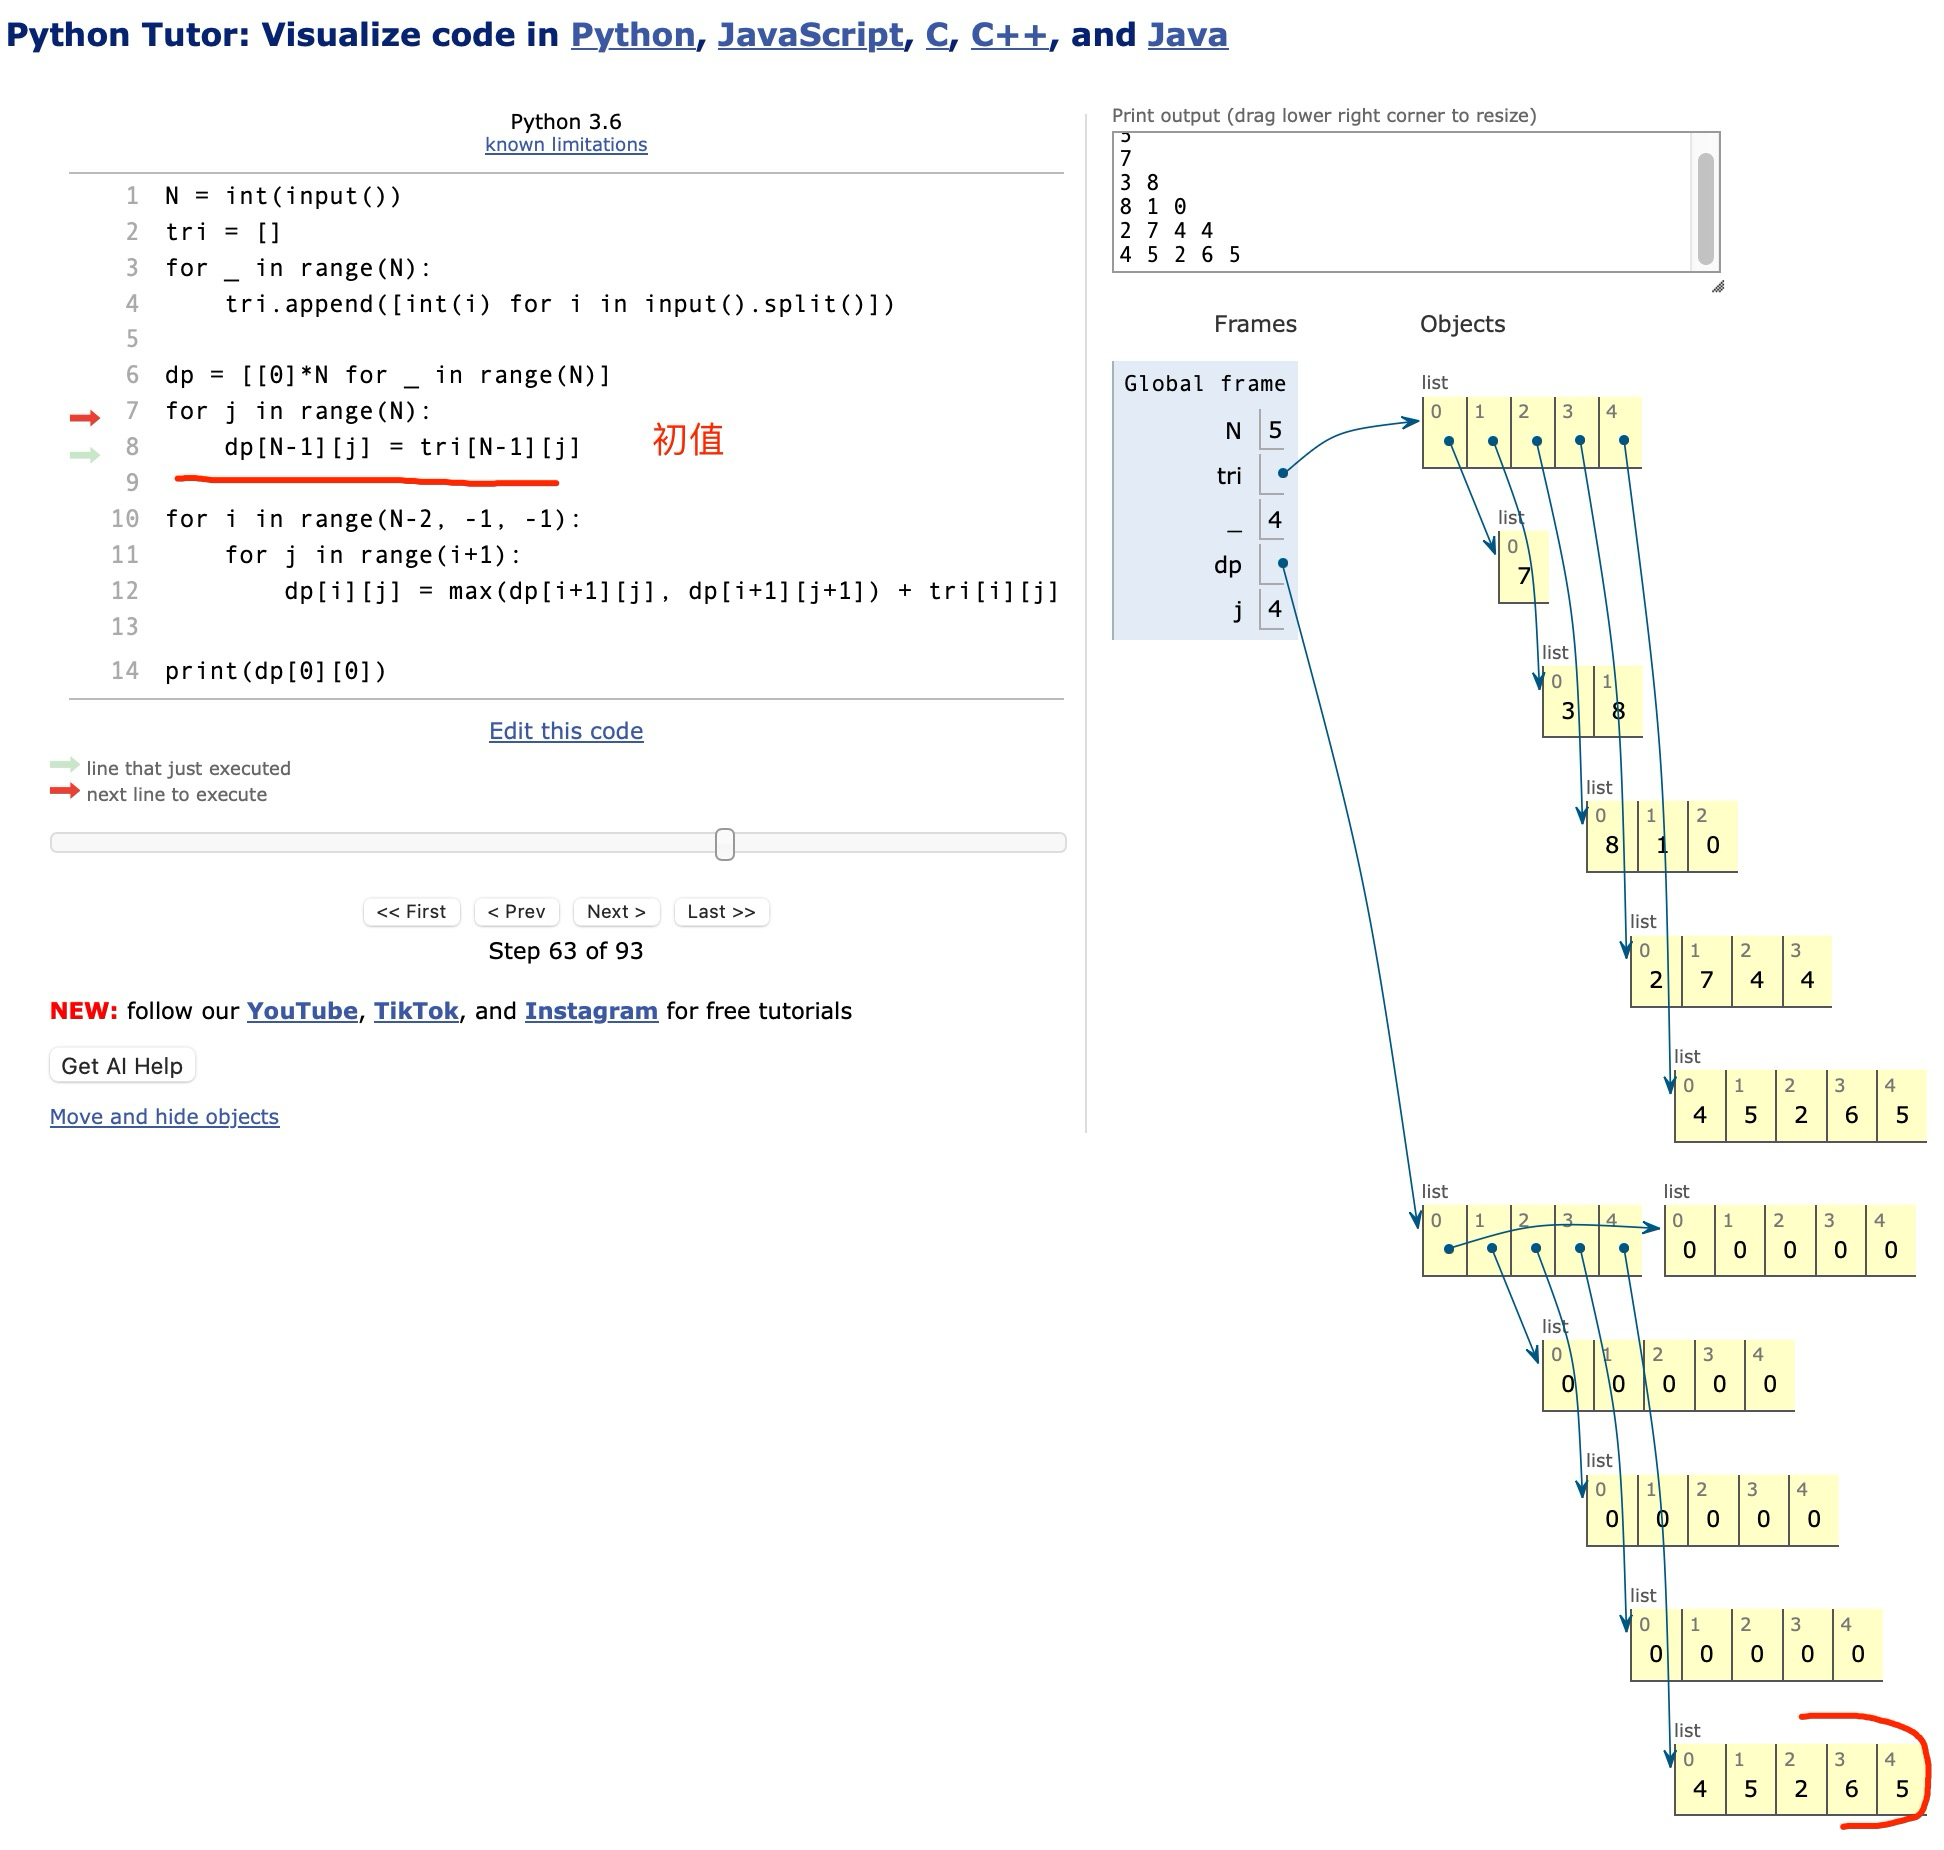 Python Tutor: Visualize code in Python, JavaScript, C, C++, and Java
Python 3.6
known limitations
1 N = int(input())
2 tri = []
3 for _ in range(N):
4 tri.append([int(i) for i in input().split()])
5
6 dp = [[0]*N for _ in range(N)]
7 for j in range(N):
8 dp[N-1][j] = tri[N-1][j]
初值
9
10 for i in range(N-2, -1, -1):
11 for j in range(i+1):
12 dp[i][j] = max(dp[i+1][j], dp[i+1][j+1]) + tri[i][j]
13
14 print(dp[0][0])
Edit this code
line that just executed
next line to execute
<< First < Prev Next > Last >>
Step 63 of 93
NEW: follow our YouTube, TikTok, and Instagram for free tutorials
Get AI Help
Move and hide objects
Print output (drag lower right corner to resize)
5
7
3 8
8 1 0
2 7 4 4
4 5 2 6 5
Frames Objects
Global frame
N 5
tri
_ 4
dp
j 4
list
0 1 2 3 4
list
0
7
list
0 1
3 8
list
0 1 2
8 1 0
list
0 1 2 3
2 7 4 4
list
0 1 2 3 4
4 5 2 6 5
list
0 1 2 3 4
list
0 1 2 3 4
0 0 0 0 0
list
0 1 2 3 4
0 0 0 0 0
list
0 1 2 3 4
0 0 0 0 0
list
0 1 2 3 4
0 0 0 0 0
list
0 1 2 3 4
4 5 2 6 5